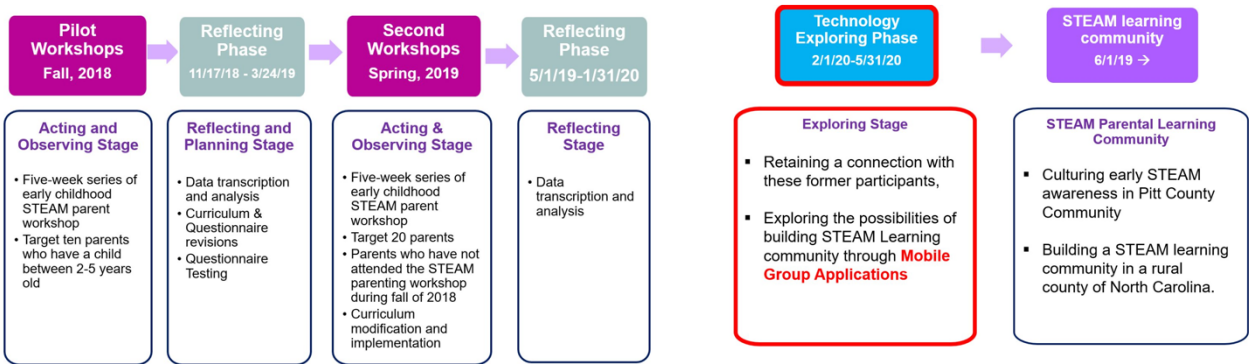 Pilot
Workshops
Fall, 2018
Reflecting
Phase
11/17/18 - 3/24/19
Second
Workshops
Spring, 2019
Reflecting
Phase
5/1/19-1/31/20
Technology
Exploring Phase
2/1/20-5/31/20
STEAM learning
community
6/1/19 →
Acting and
Observing Stage
• Five-week series of
early childhood
STEAM parent
workshop
• Target ten parents
who have a child
between 2-5 years
old
Reflecting and
Planning Stage
• Data transcription
and analysis
• Curriculum &
Questionnaire
revisions
• Questionnaire
Testing
Acting &
Observing Stage
• Five-week series of
early childhood
STEAM parent
workshop
• Target 20 parents
• Parents who have not
attended the STEAM
parenting workshop
during fall of 2018
• Curriculum
modification and
implementation
Reflecting
Stage
• Data
transcription and
analysis
Exploring Stage
▪ Retaining a connection with
these former participants,
▪ Exploring the possibilities of
building STEAM Learning
community through Mobile
Group Applications
STEAM Parental Learning
Community
▪ Culturing early STEAM
awareness in Pitt County
Community
▪ Building a STEAM learning
community in a rural
county of North Carolina.